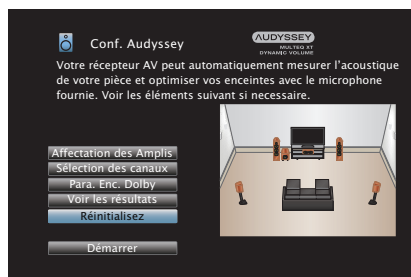 Conf. Audyssey
AUDYSSEY
MULTEQ XT
DYNAMIC VOLUME
Votre récepteur AV peut automatiquement mesurer l'acoustique
de votre pièce et optimiser vos enceintes avec le microphone
fournie. Voir les éléments suivant si necessaire.
Affectation des Amplis
Sélection des canaux
Para. Enc. Dolby
Voir les résultats
Réinitialisez
Démarrer